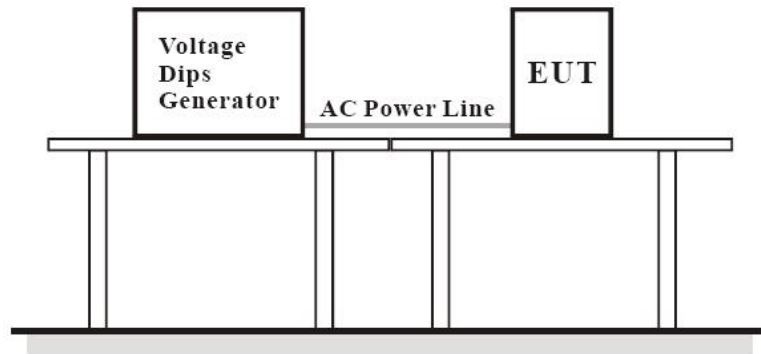 Voltage
Dips
Generator
AC Power Line
EUT